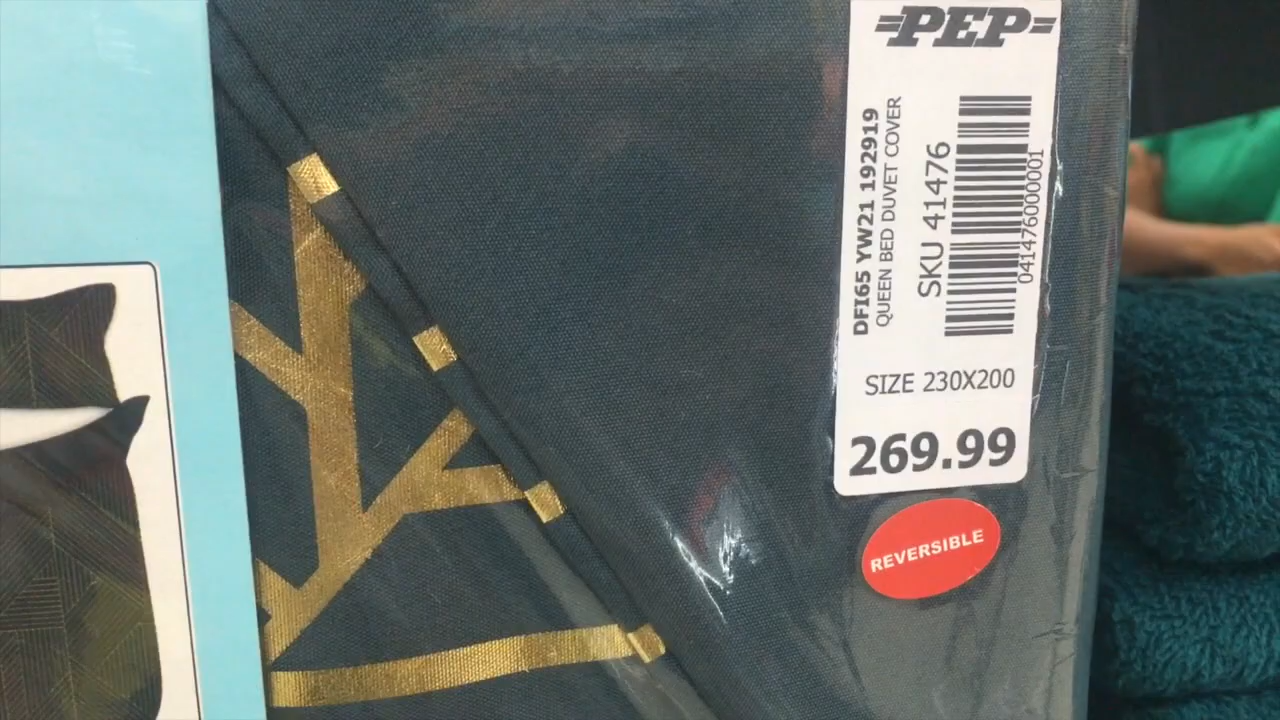 PEP
DFI65 YW21 192919
QUEEN BED DUVET COVER
SKU 41476
041476000001
SIZE 230X200
269.99
REVERSIBLE